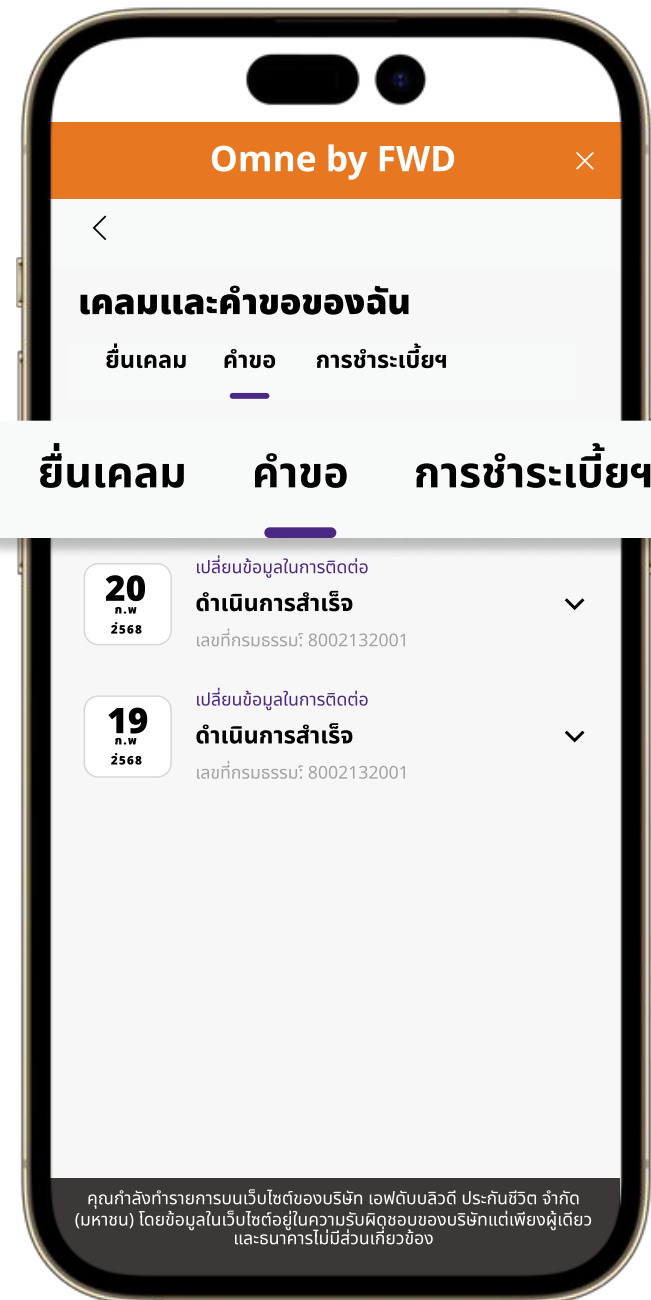 Omne by FWD
เคลมและคำขอของฉัน
ยื่นเคลม คำขอ การชำระเบี้ยฯ
ยื่นเคลม คำขอ การชำระเบี้ยฯ
เปลี่ยนข้อมูลในการติดต่อ
20
ก.พ
2568
ดำเนินการสำเร็จ
เลขที่กรมธรรม์: 8002132001
เปลี่ยนข้อมูลในการติดต่อ
19
ก.พ
2568
ดำเนินการสำเร็จ
เลขที่กรมธรรม์: 8002132001
คุณกำลังทำรายการบนเว็บไซต์ของบริษัท เอฟดับบลิวดี ประกันชีวิต จำกัด
(มหาชน) โดยข้อมูลในเว็บไซต์อยู่ในความรับผิดชอบของบริษัทแต่เพียงผู้เดียว
และธนาคารไม่มีส่วนเกี่ยวข้อง